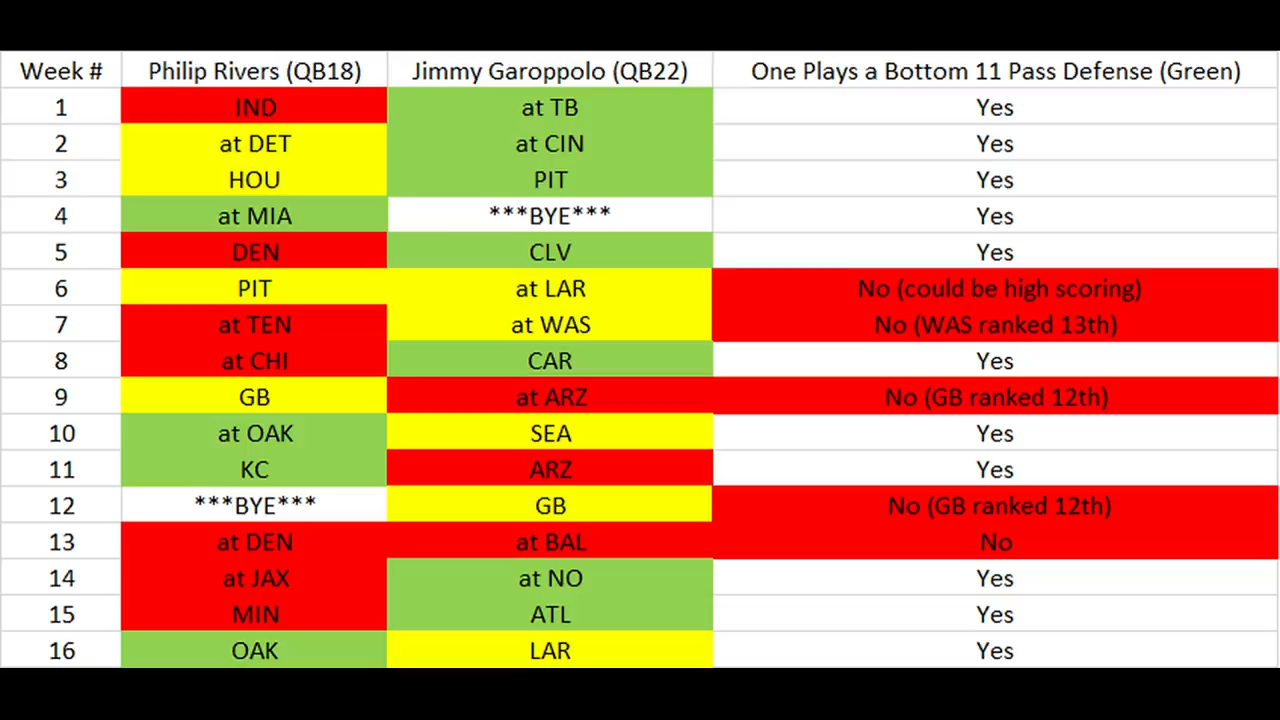 Week # Philip Rivers (QB18) Jimmy Garoppolo (QB22) One Plays a Bottom 11 Pass Defense (Green)
1 IND at TB Yes
2 at DET at CIN Yes
3 HOU PIT Yes
4 at MIA ***BYE*** Yes
5 DEN CLV Yes
6 PIT at LAR No (could be high scoring)
7 at TEN at WAS No (WAS ranked 13th)
8 at CHI CAR Yes
9 GB at ARZ No (GB ranked 12th)
10 at OAK SEA Yes
11 KC ARZ Yes
12 ***BYE*** GB No (GB ranked 12th)
13 at DEN at BAL No
14 at JAX at NO Yes
15 MIN ATL Yes
16 OAK LAR Yes